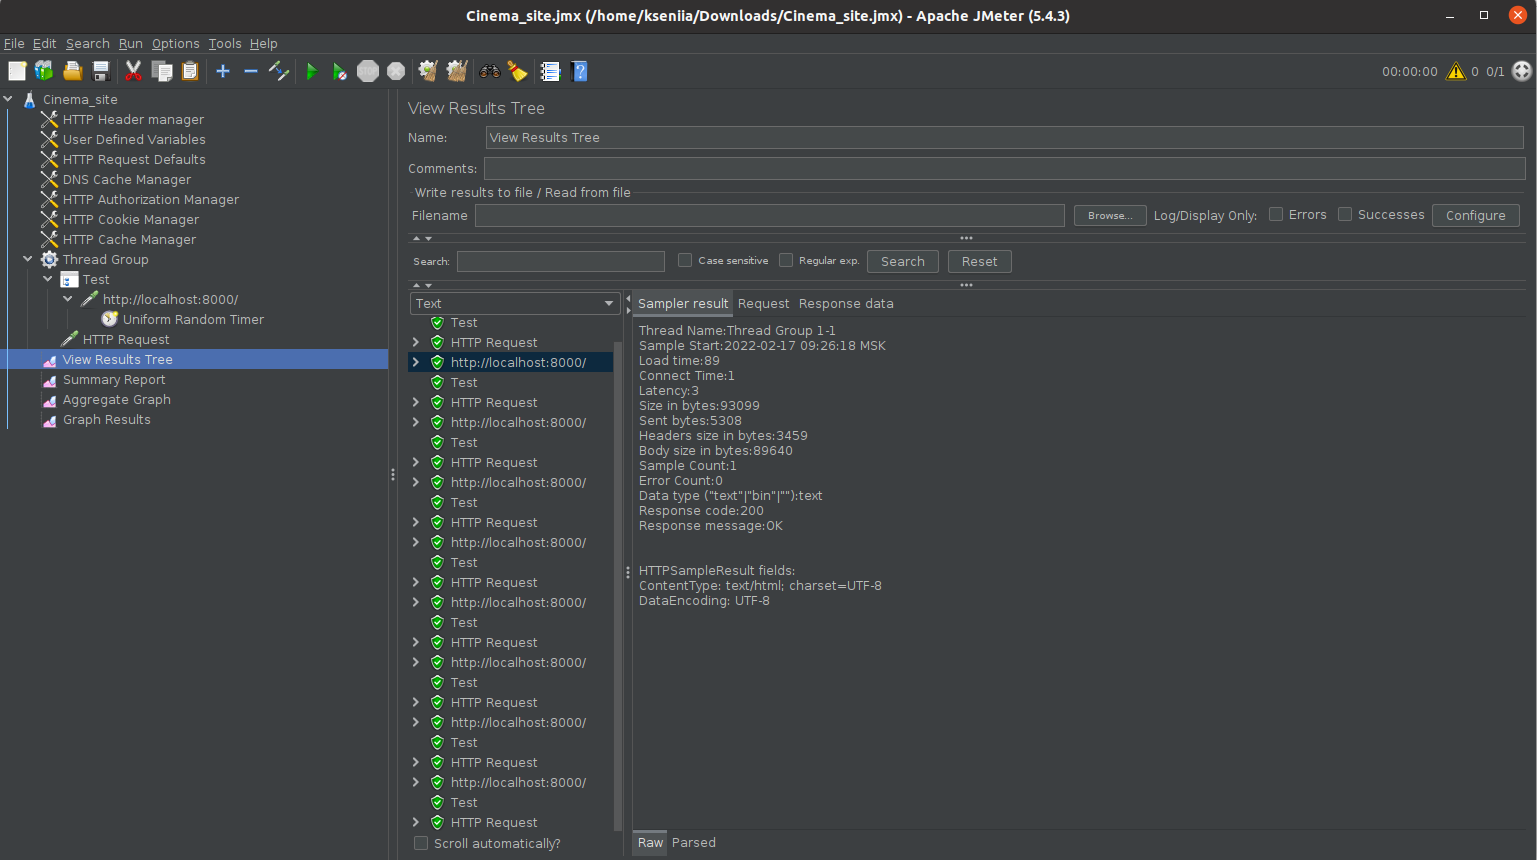 Cinema_site.jmx (/home/kseniia/Downloads/Cinema_site.jmx) - Apache JMeter (5.4.3)
File Edit Search Run Options Tools Help
00:00:00 0 0/1
Cinema_site
HTTP Header manager
User Defined Variables
HTTP Request Defaults
DNS Cache Manager
HTTP Authorization Manager
HTTP Cookie Manager
HTTP Cache Manager
Thread Group
Test
http://localhost:8000/
Uniform Random Timer
HTTP Request
View Results Tree
Summary Report
Aggregate Graph
Graph Results
View Results Tree
Name: View Results Tree
Comments:
Write results to file / Read from file
Filename Browse... Log/Display Only: Errors Successes Configure
Search: Case sensitive Regular exp. Search Reset
Text
Test
HTTP Request
http://localhost:8000/
Test
HTTP Request
http://localhost:8000/
Test
HTTP Request
http://localhost:8000/
Test
HTTP Request
http://localhost:8000/
Test
HTTP Request
http://localhost:8000/
Test
HTTP Request
http://localhost:8000/
Test
HTTP Request
http://localhost:8000/
Test
HTTP Request
http://localhost:8000/
Test
HTTP Request
Scroll automatically?
Sampler result Request Response data
Thread Name:Thread Group 1-1
Sample Start:2022-02-17 09:26:18 MSK
Load time:89
Connect Time:1
Latency:3
Size in bytes:93099
Sent bytes:5308
Headers size in bytes:3459
Body size in bytes:89640
Sample Count:1
Error Count:0
Data type ("text"|"bin"|""):text
Response code:200
Response message:OK
HTTPSampleResult fields:
ContentType: text/html; charset=UTF-8
DataEncoding: UTF-8
Raw Parsed